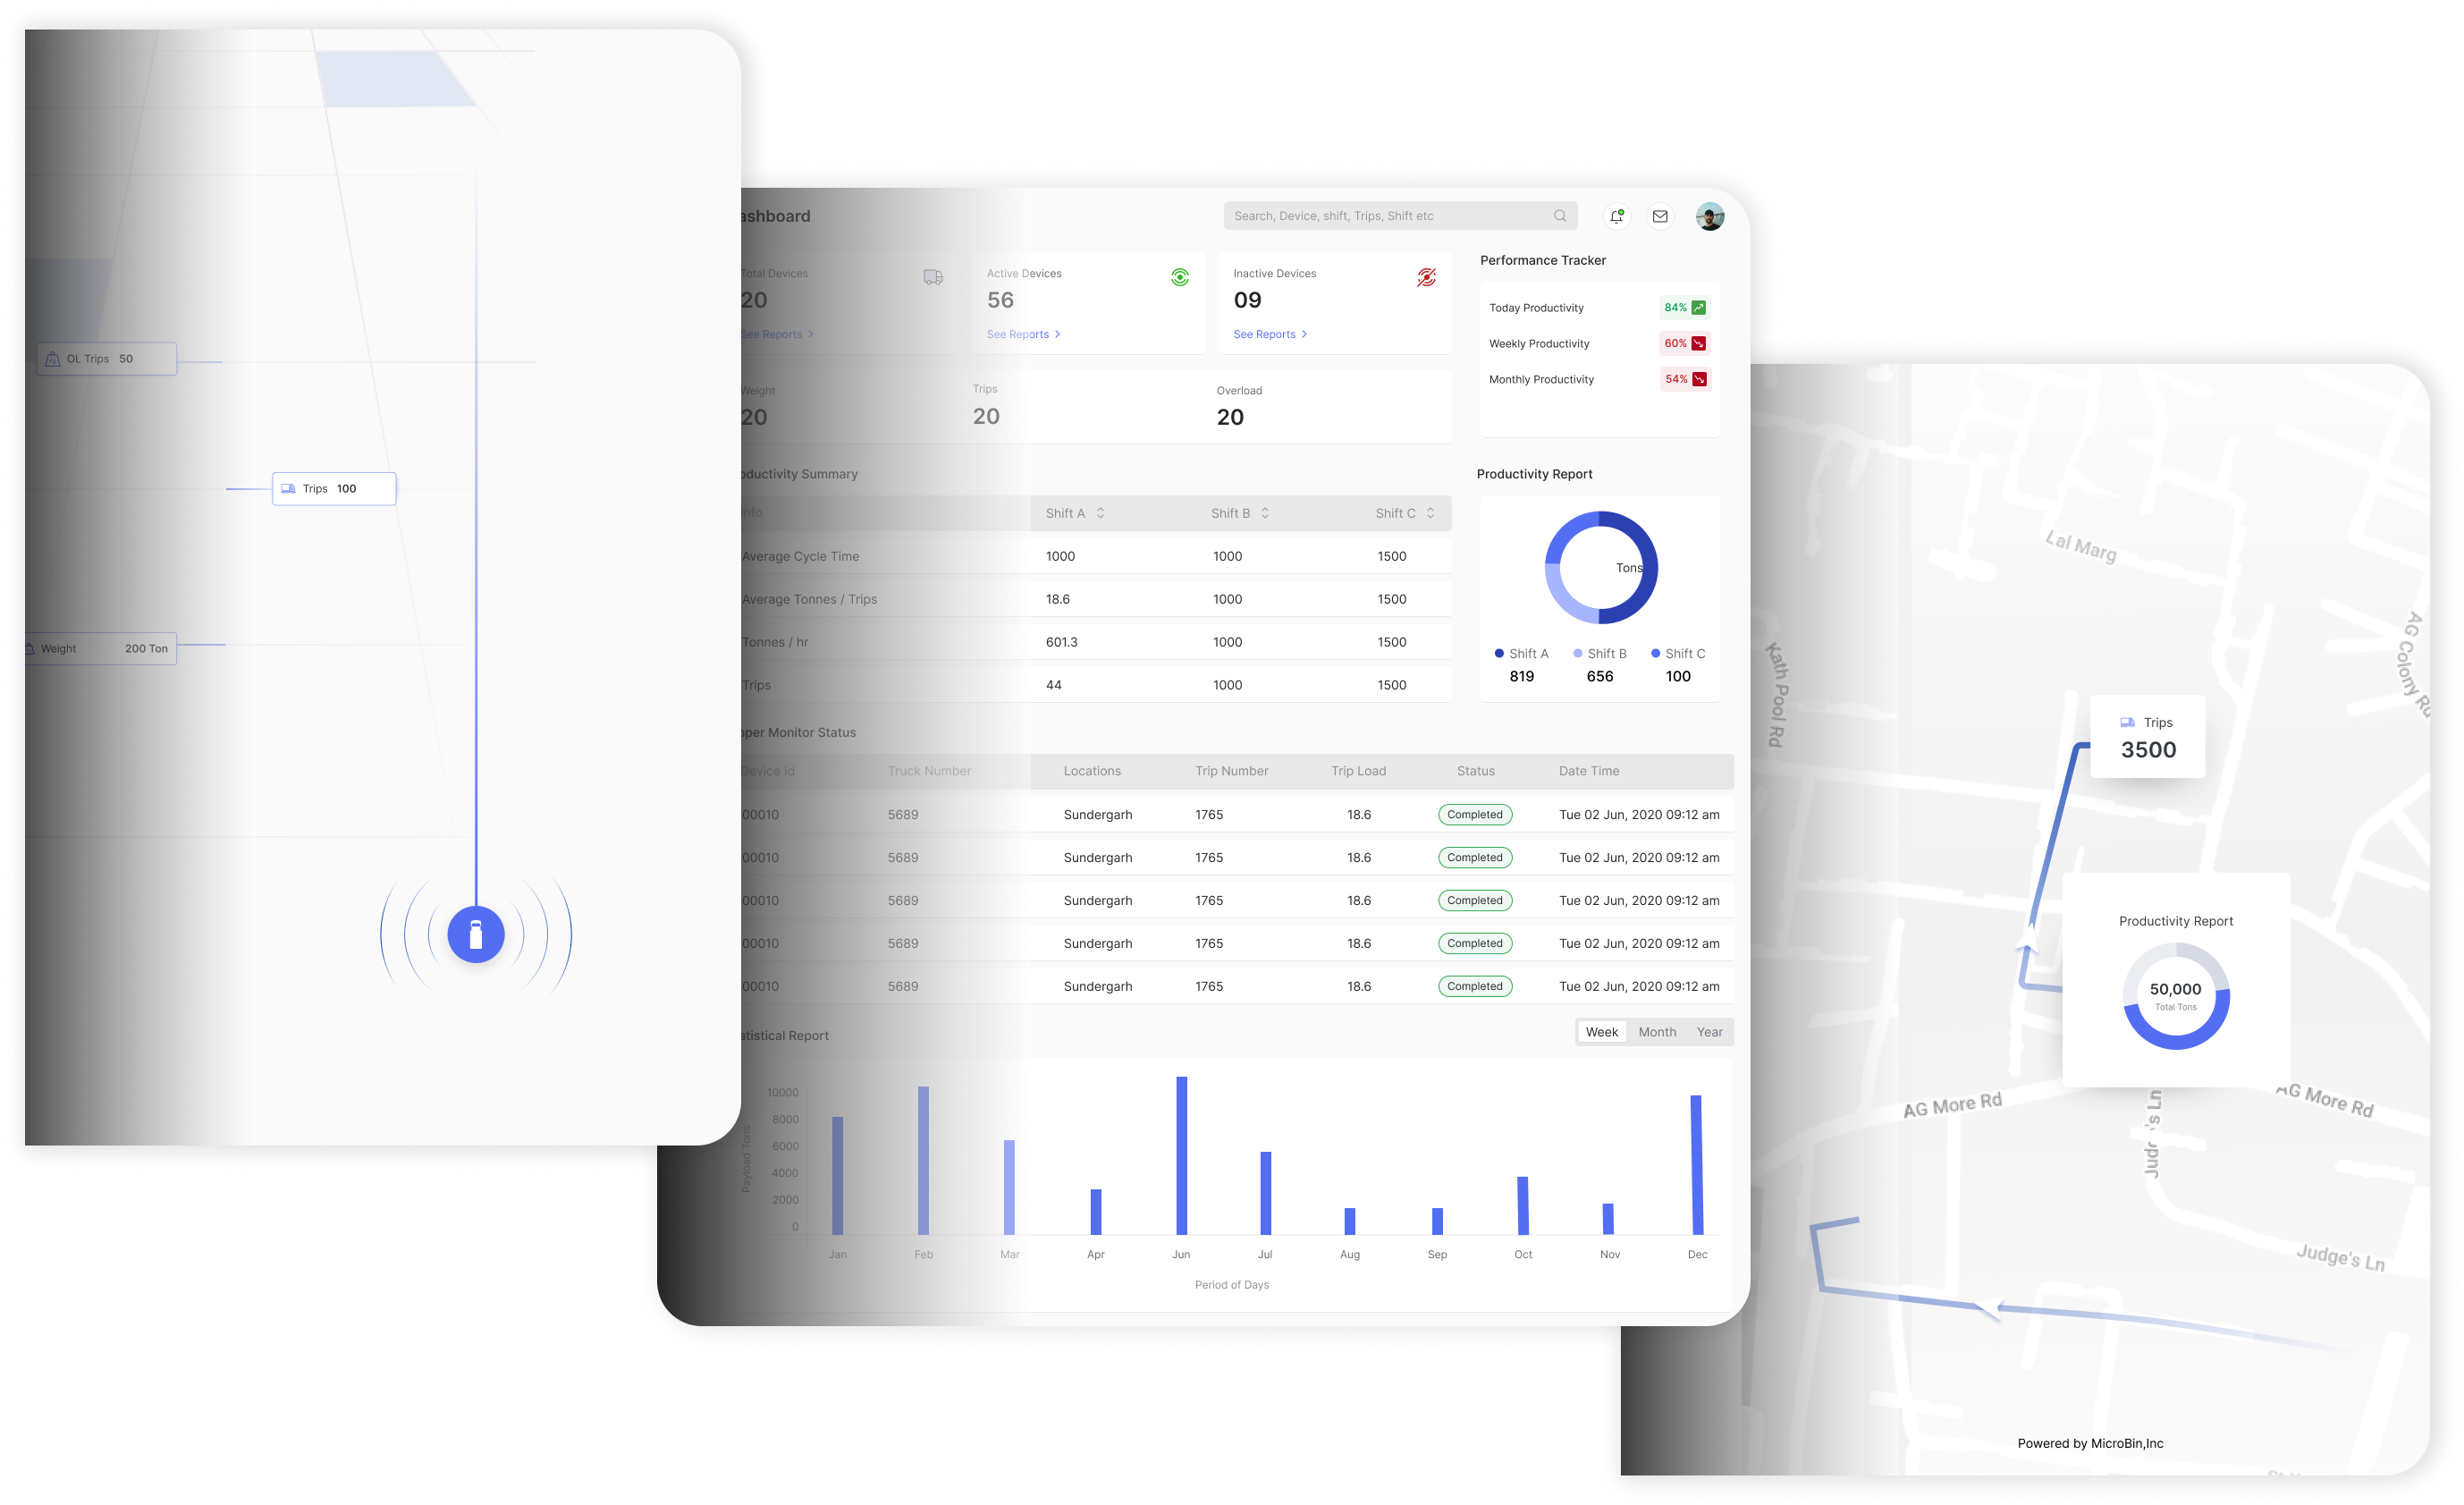 OL Trips 50
Trips 100
Weight 200 Ton
ashboard
Search, Device, shift, Trips, Shift etc
Total Devices
20
See Reports
Active Devices
56
See Reports
Inactive Devices
09
See Reports
Weight
20
Trips
20
Overload
20
Performance Tracker
Today Productivity 84%
Weekly Productivity 60%
Monthly Productivity 54%
oductivity Summary
Info Shift A Shift B Shift C
Average Cycle Time 1000 1000 1500
Average Tonnes / Trips 18.6 1000 1500
Tonnes / hr 601.3 1000 1500
Trips 44 1000 1500
Productivity Report
Tons
Shift A Shift B Shift C
819 656 100
pper Monitor Status
Device Id Truck Number Locations Trip Number Trip Load Status Date Time
00010 5689 Sundergarh 1765 18.6 Completed Tue 02 Jun, 2020 09:12 am
00010 5689 Sundergarh 1765 18.6 Completed Tue 02 Jun, 2020 09:12 am
00010 5689 Sundergarh 1765 18.6 Completed Tue 02 Jun, 2020 09:12 am
00010 5689 Sundergarh 1765 18.6 Completed Tue 02 Jun, 2020 09:12 am
00010 5689 Sundergarh 1765 18.6 Completed Tue 02 Jun, 2020 09:12 am
atistical Report
Week Month Year
Payload Tons
10000
8000
6000
4000
2000
0
Jan Feb Mar Apr Jun Jul Aug Sep Oct Nov Dec
Period of Days
Lal Marg
AG Colony Rd
Kath Pool Rd
Trips
3500
Productivity Report
50,000
Total Tons
AG More Rd
AG More Rd
Judge's Ln
Powered by MicroBin,Inc